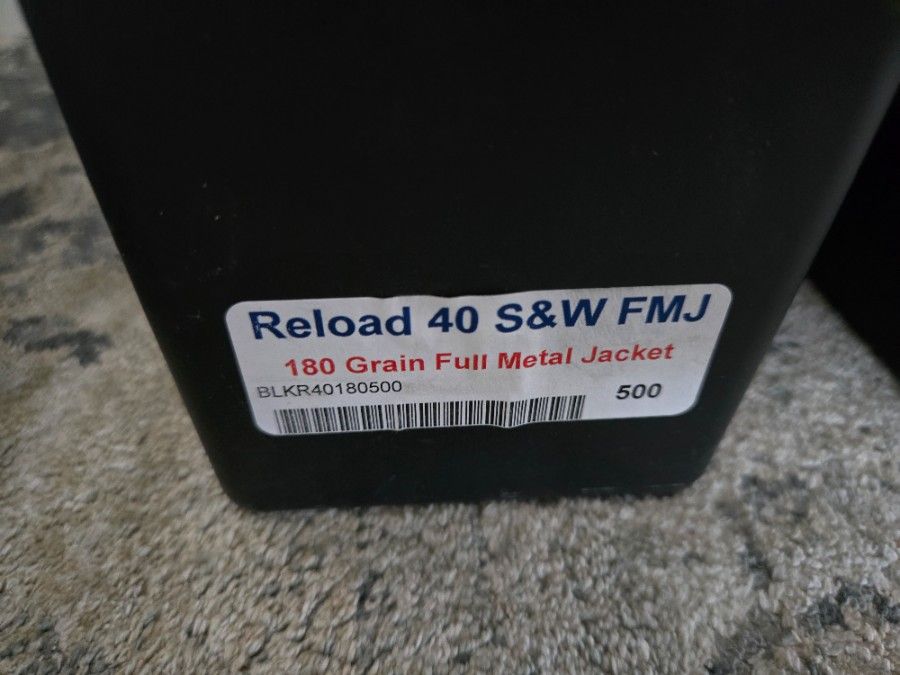 Reload 40 S&W FMJ
180 Grain Full Metal Jacket
BLKR40180500
500